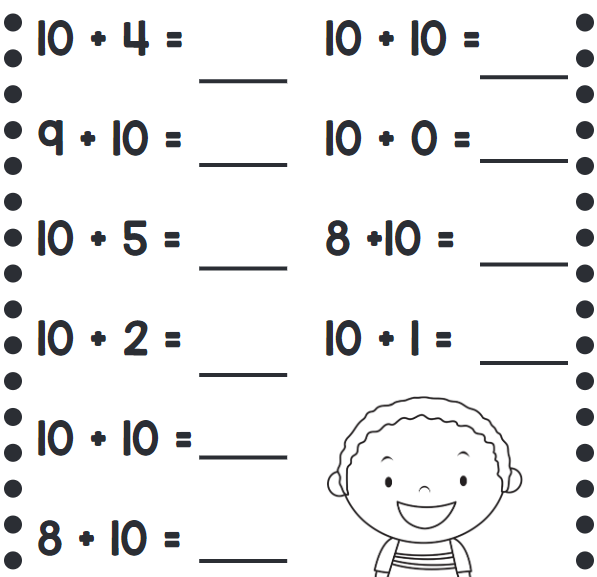 10 + 4 = ____
9 + 10 = ____
10 + 5 = ____
10 + 2 = ____
10 + 10 = ____
8 + 10 = ____
10 + 10 = ____
10 + 0 = ____
8 +10 = ____
10 + 1 = ____